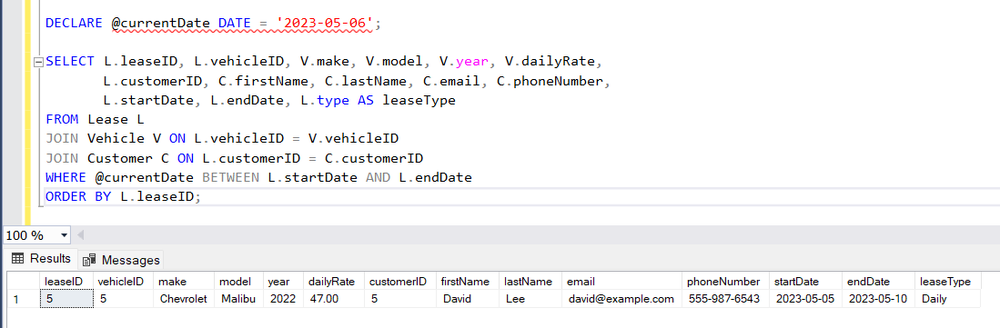 DECLARE @currentDate DATE = '2023-05-06';
SELECT L.leaseID, L.vehicleID, V.make, V.model, V.year, V.dailyRate,
L.customerID, C.firstName, C.lastName, C.email, C.phoneNumber,
L.startDate, L.endDate, L.type AS leaseType
FROM Lease L
JOIN Vehicle V ON L.vehicleID = V.vehicleID
JOIN Customer C ON L.customerID = C.customerID
WHERE @currentDate BETWEEN L.startDate AND L.endDate
ORDER BY L.leaseID;
100 %
Results Messages
leaseID vehicleID make model year dailyRate customerID firstName lastName email phoneNumber startDate endDate leaseType
1 5 5 Chevrolet Malibu 2022 47.00 5 David Lee david@example.com 555-987-6543 2023-05-05 2023-05-10 Daily